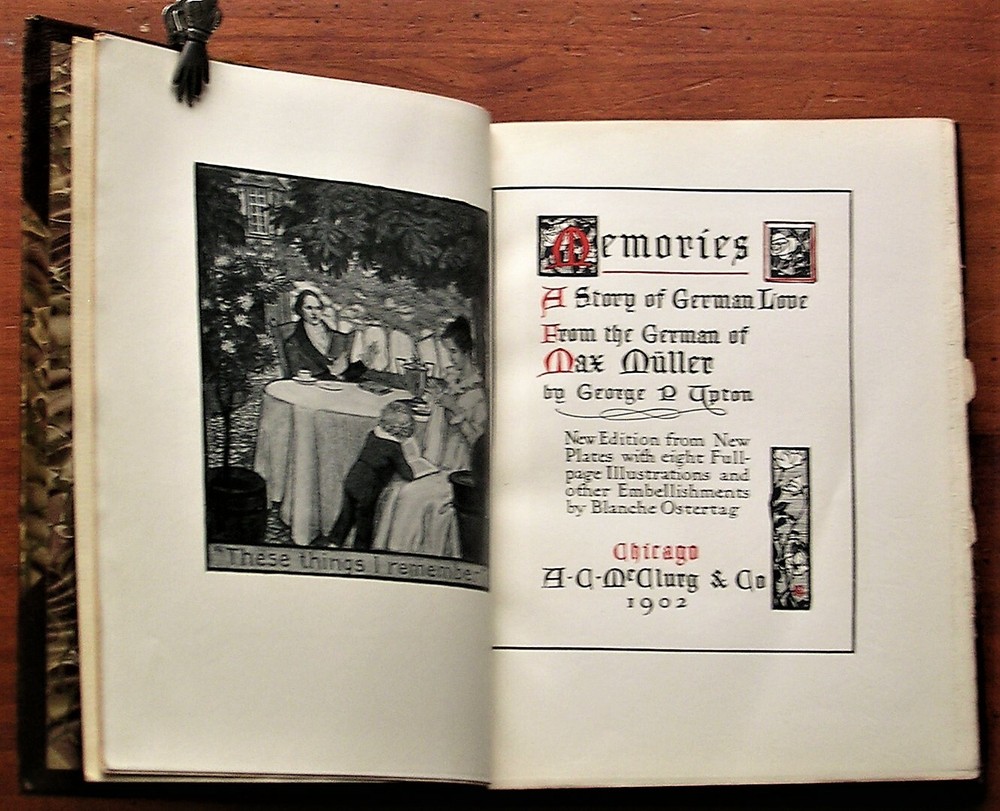 "These things I remember"
Memories
A Story of German Love
From the German of
Max Müller
by George P Upton
New Edition from New
Plates with eight Full-
page Illustrations and
other Embellishments
by Blanche Ostertag
Chicago
A·C·McClurg & Co
1902